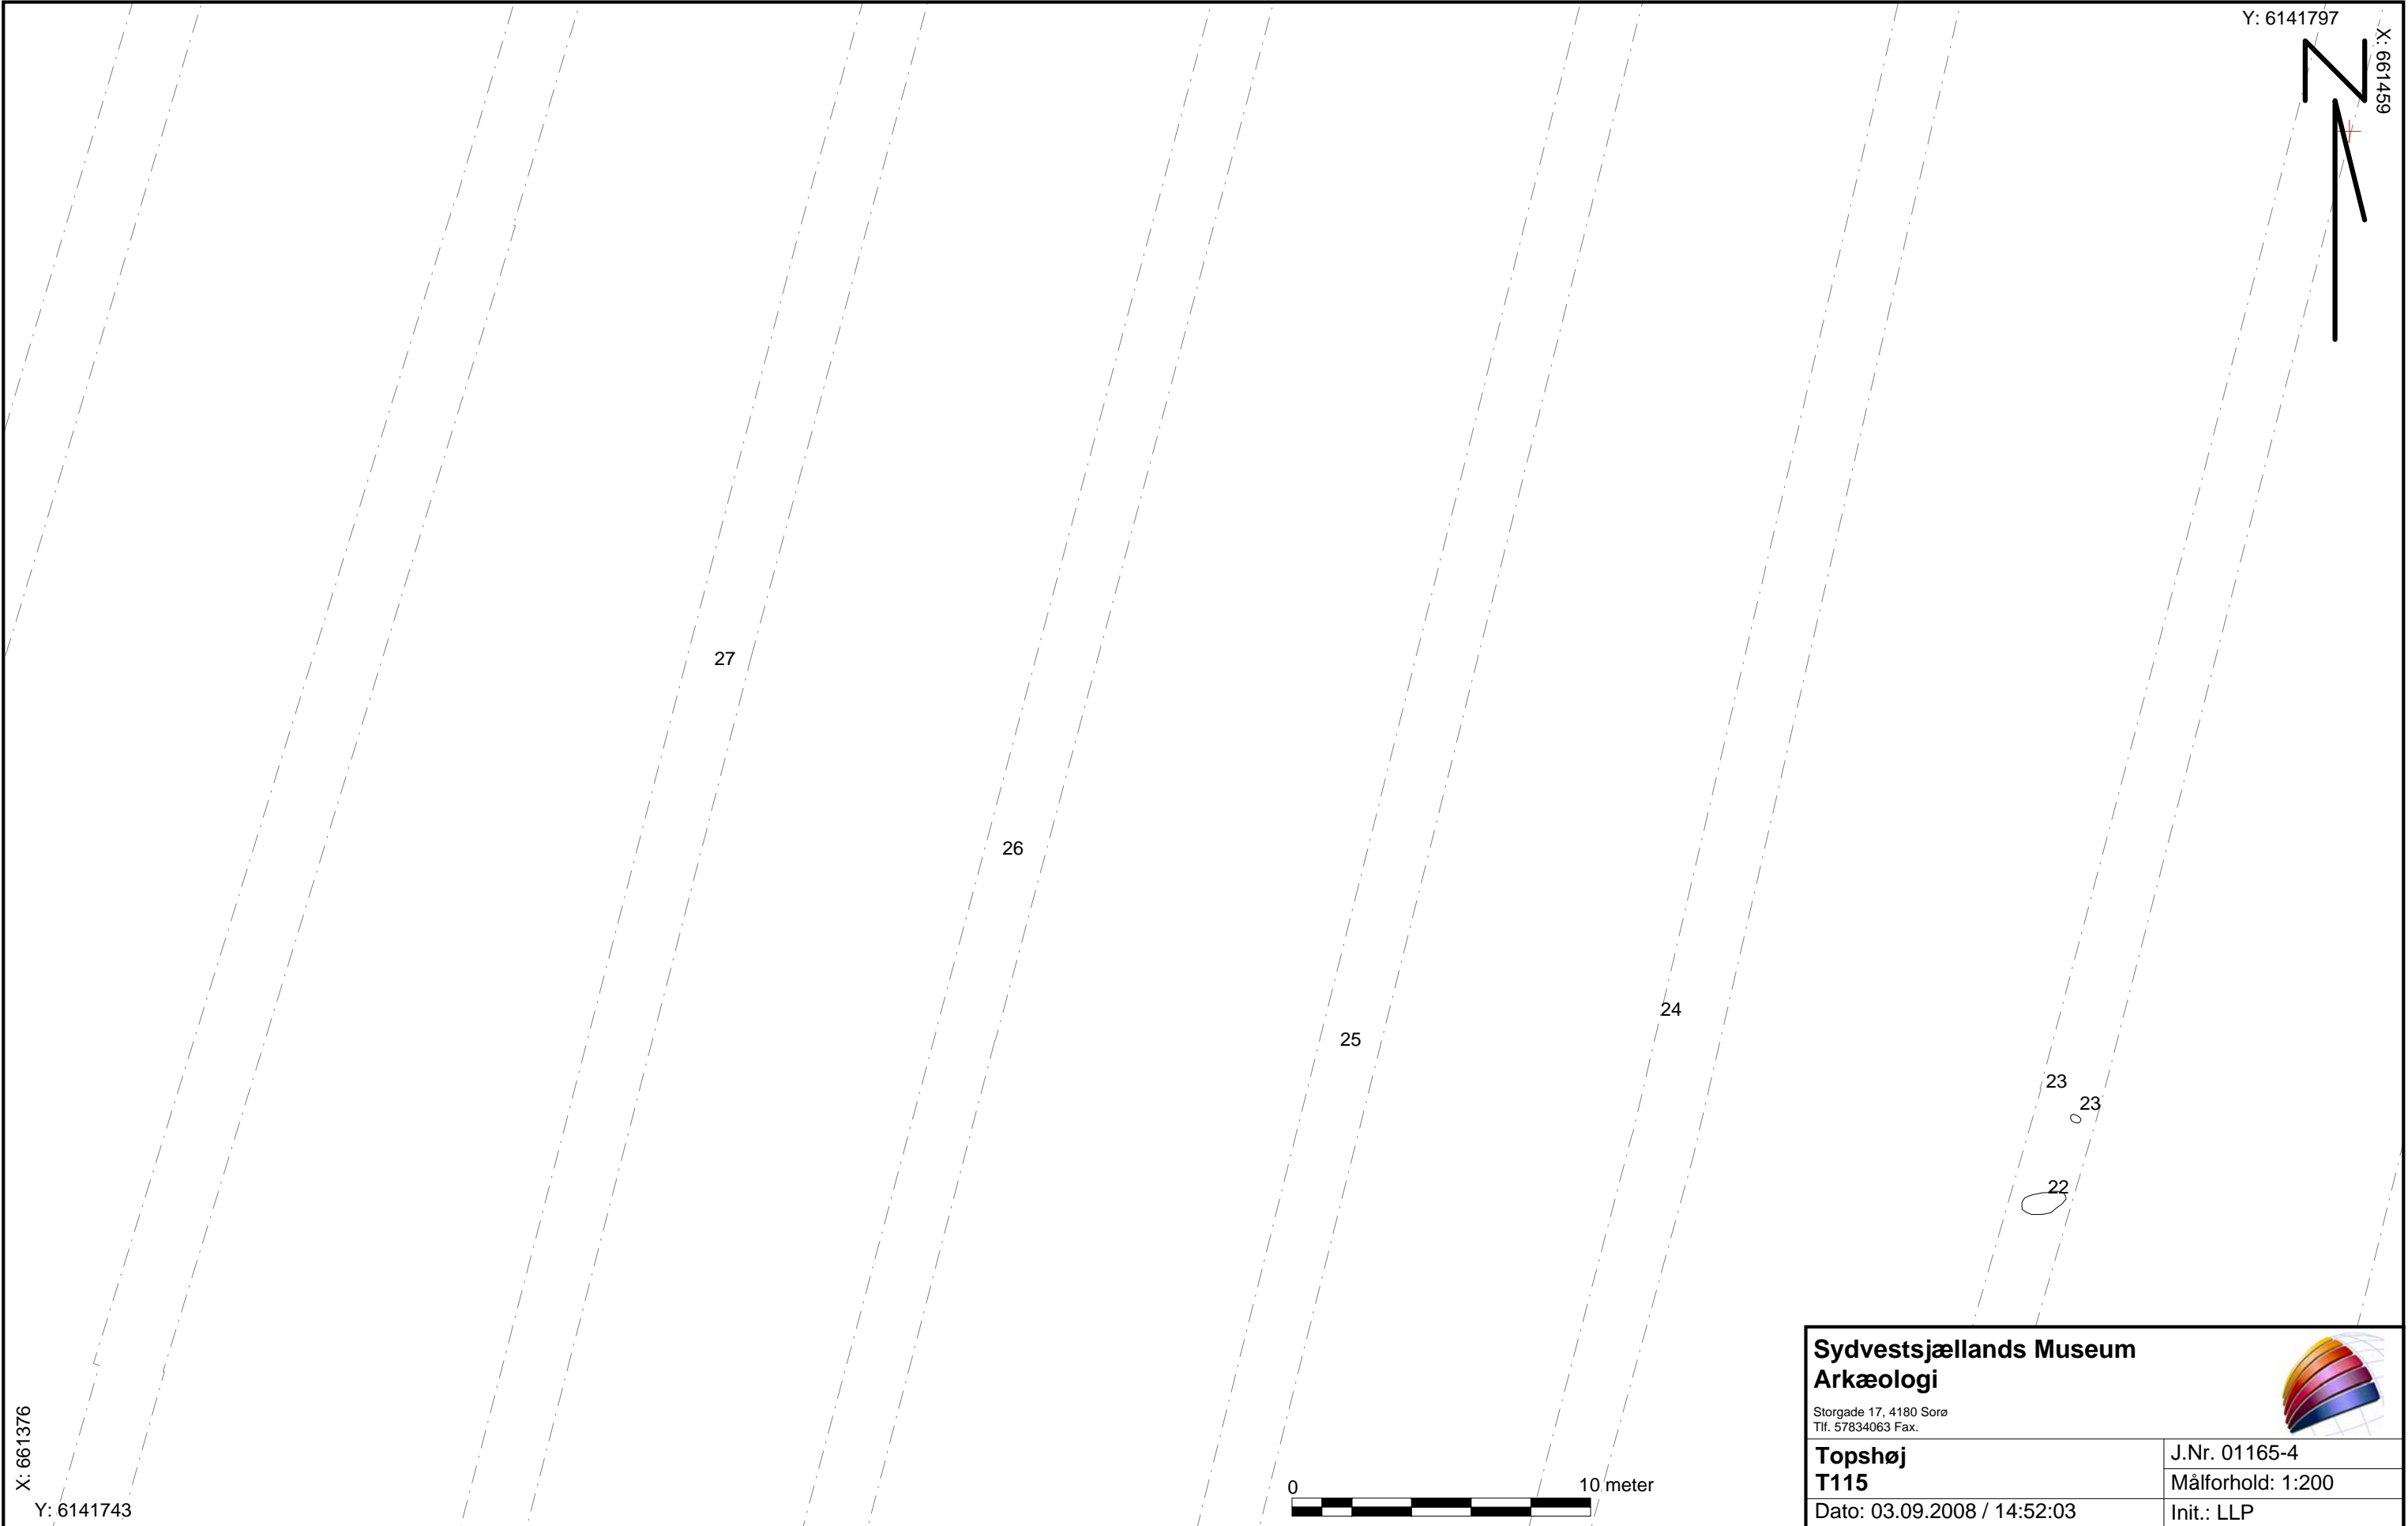 Y: 6141797
X: 661459
27
26
24
25
23
23
22
X: 661376
Y: 6141743
0 10 meter
Sydvestsjællands Museum
Arkæologi
Storgade 17, 4180 Sorø
Tlf. 57834063 Fax.
Topshøj
T115
J.Nr. 01165-4
Målforhold: 1:200
Dato: 03.09.2008 / 14:52:03
Init.: LLP